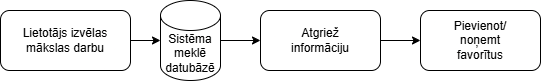 Lietotājs izvēlas
mākslas darbu
Sistēma
meklē
datubāzē
Atgriež
informāciju
Pievienot/
noņemt
favorītus